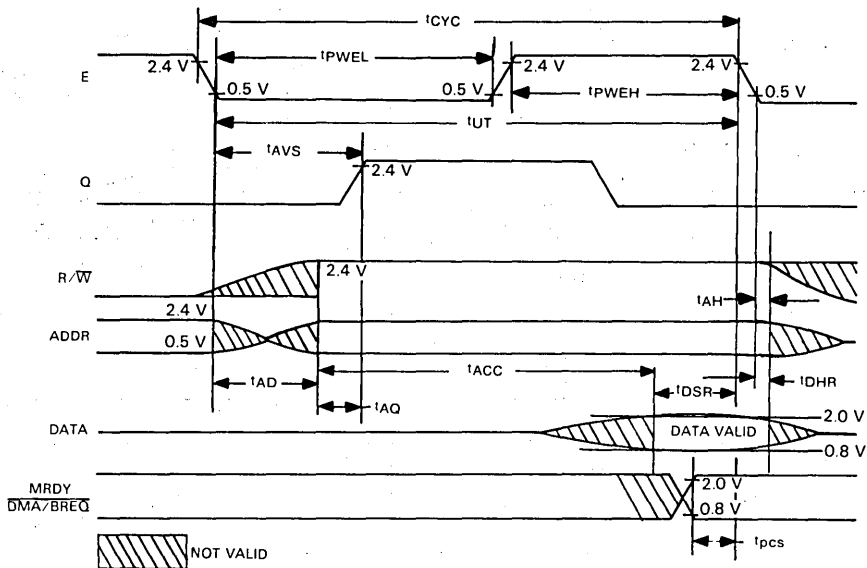 tCYC
E
tPWEL
2.4 V
0.5 V
0.5 V
2.4 V
2.4 V
0.5 V
tPWEH
tUT
tAVS
Q
2.4 V
R/W
2.4 V
tAH
2.4 V
ADDR
0.5 V
tAD
tACC
tDSR
tDHR
tAQ
DATA
DATA VALID
2.0 V
0.8 V
MRDY
DMA/BREQ
2.0 V
0.8 V
tpcs
NOT VALID